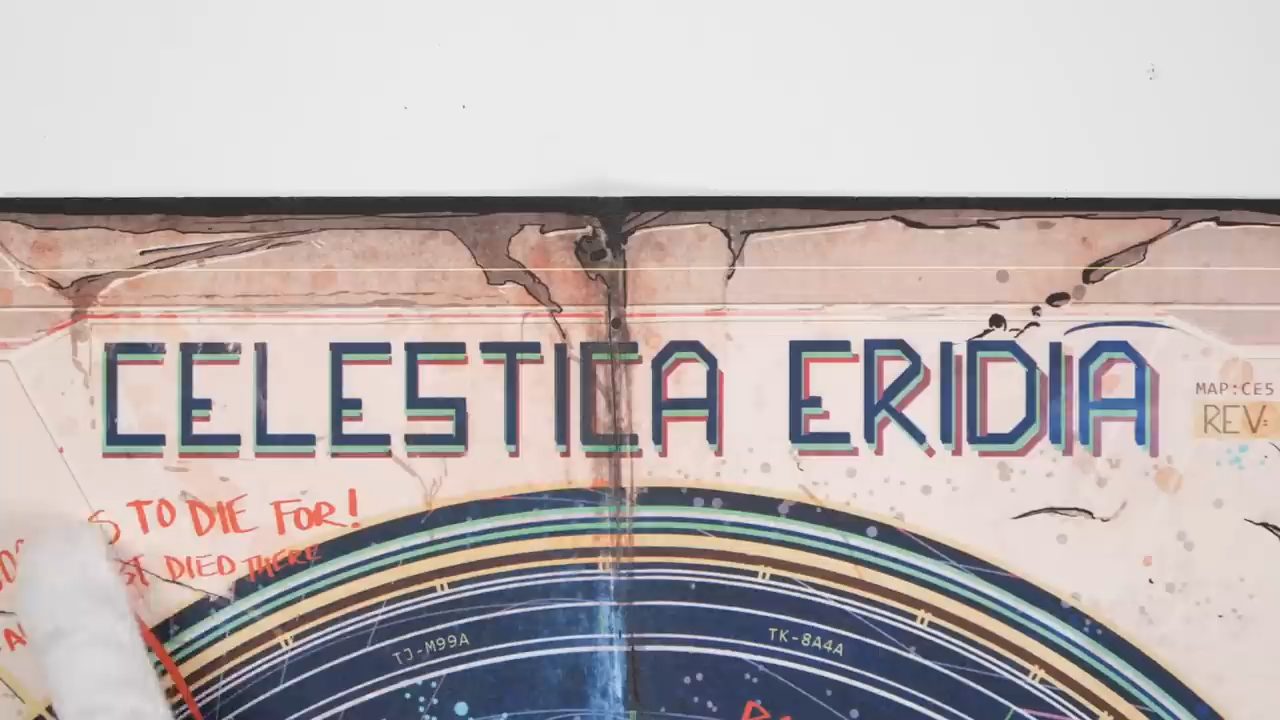 CELESTICA ERIDIA
MAP:CE5
REV:
TO DIE FOR!
DIED THERE
TJ-M99A
TK-8A4A